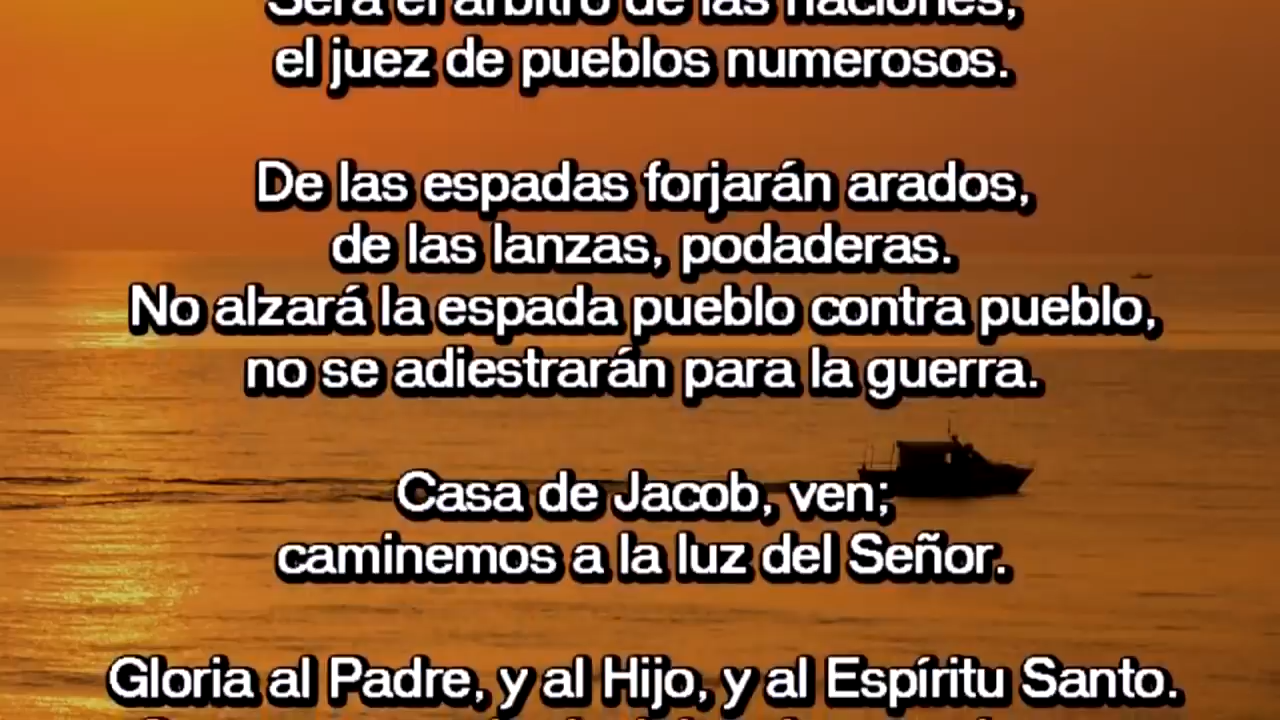 Será el árbitro de las naciones,
el juez de pueblos numerosos.
De las espadas forjarán arados,
de las lanzas, podaderas.
No alzará la espada pueblo contra pueblo,
no se adiestrarán para la guerra.
Casa de Jacob, ven;
caminemos a la luz del Señor.
Gloria al Padre, y al Hijo, y al Espíritu Santo.